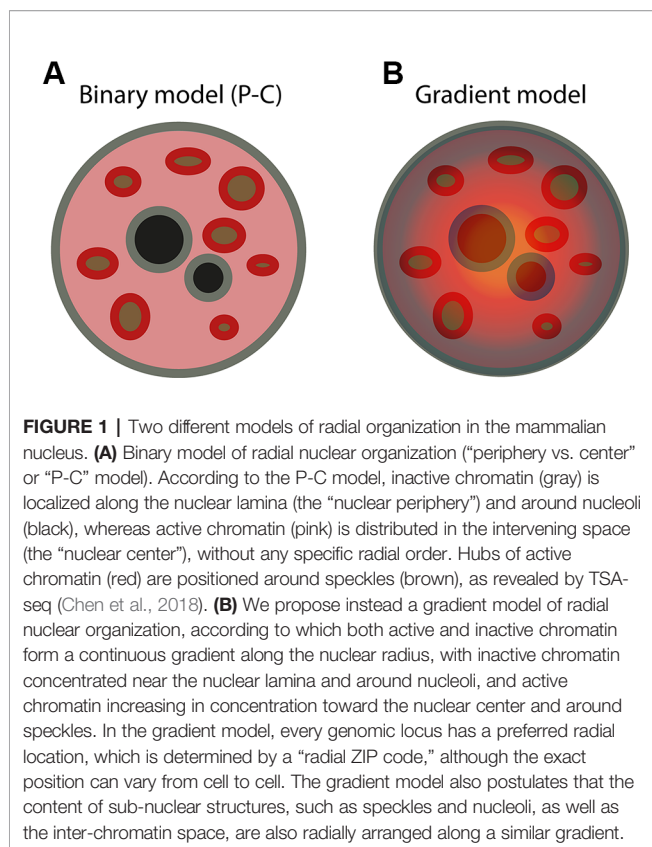 A
Binary model (P-C)
B
Gradient model
FIGURE 1 | Two different models of radial organization in the mammalian
nucleus. (A) Binary model of radial nuclear organization (“periphery vs. center”
or “P-C” model). According to the P-C model, inactive chromatin (gray) is
localized along the nuclear lamina (the “nuclear periphery”) and around nucleoli
(black), whereas active chromatin (pink) is distributed in the intervening space
(the “nuclear center”), without any specific radial order. Hubs of active
chromatin (red) are positioned around speckles (brown), as revealed by TSA-
seq (Chen et al., 2018). (B) We propose instead a gradient model of radial
nuclear organization, according to which both active and inactive chromatin
form a continuous gradient along the nuclear radius, with inactive chromatin
concentrated near the nuclear lamina and around nucleoli, and active
chromatin increasing in concentration toward the nuclear center and around
speckles. In the gradient model, every genomic locus has a preferred radial
location, which is determined by a “radial ZIP code,” although the exact
position can vary from cell to cell. The gradient model also postulates that the
content of sub-nuclear structures, such as speckles and nucleoli, as well as
the inter-chromatin space, are also radially arranged along a similar gradient.